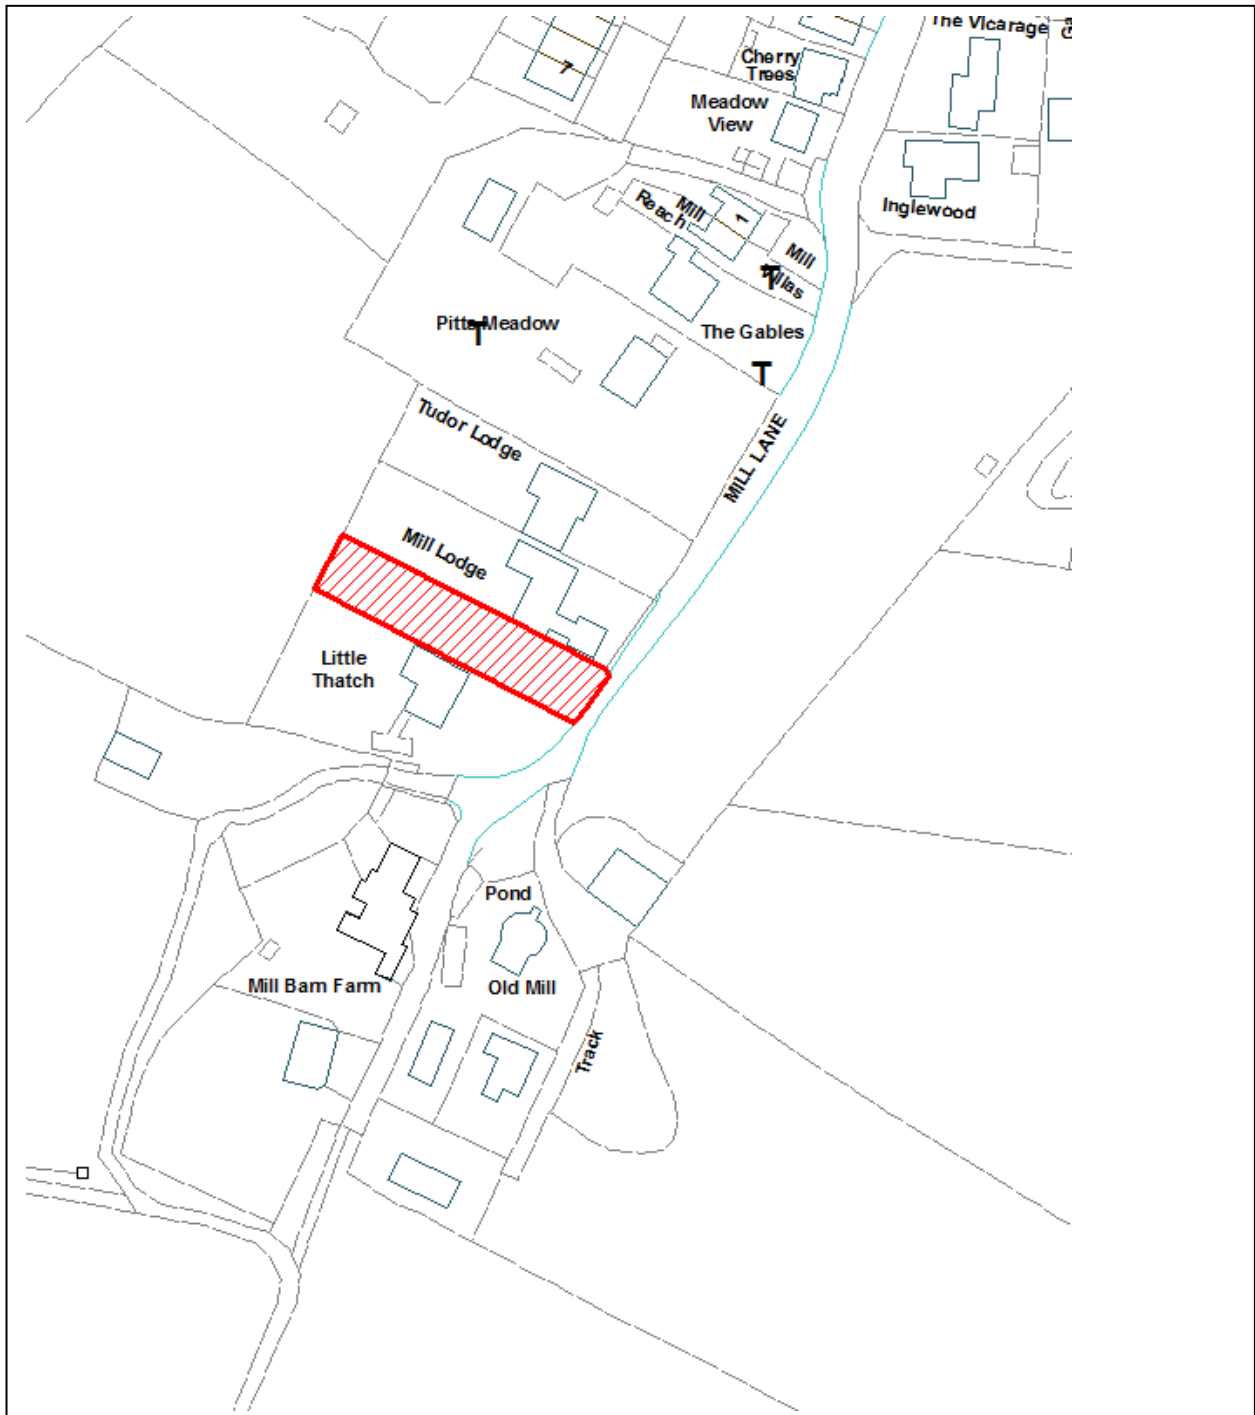 The Vicarage
Cherry
Trees
7
Meadow
View
Inglewood
Mill
Reach
1
Mill
Villas
T
Pitts Meadow
T
The Gables
T
Tudor Lodge
MILL LANE
Mill Lodge
Little
Thatch
Pond
Mill Barn Farm
Old Mill
Track